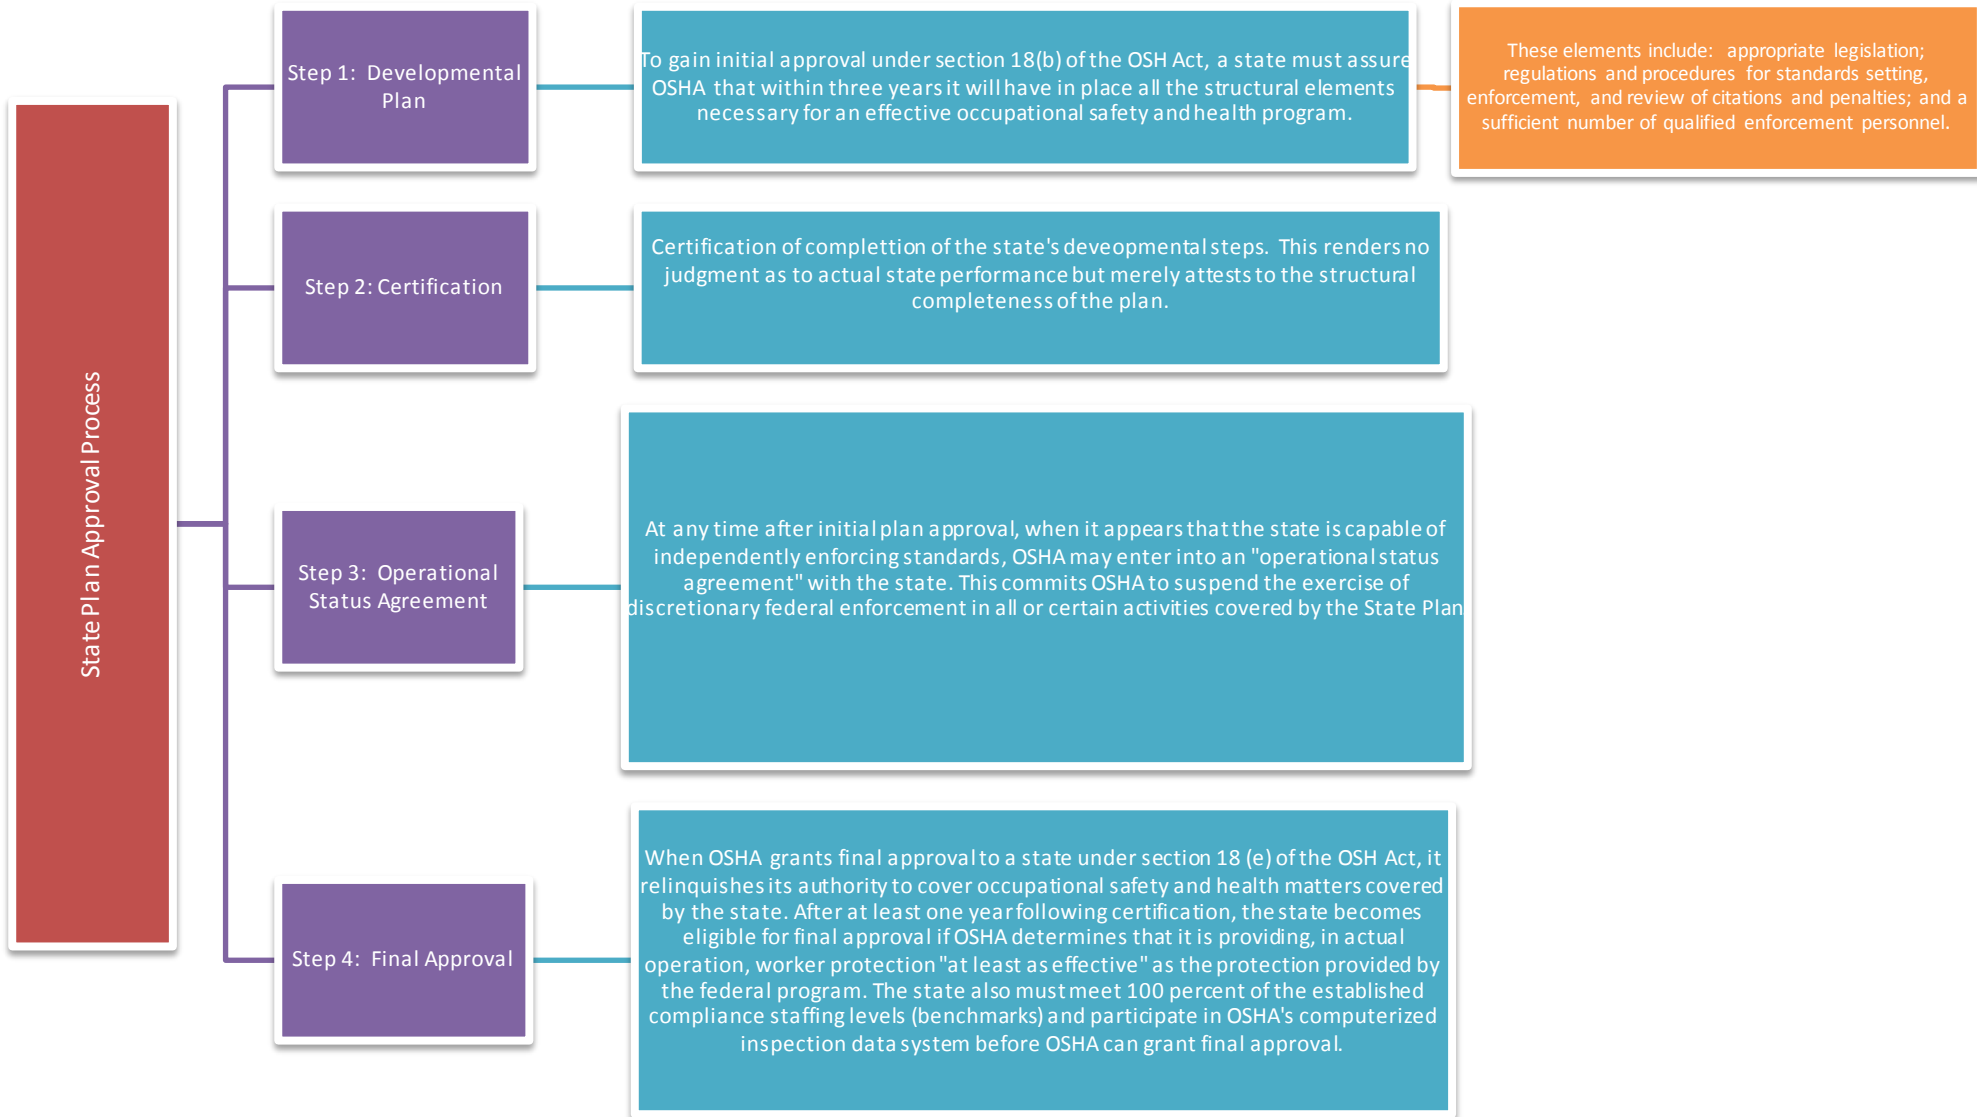 State Plan Approval Process
Step 1: Developmental
Plan
To gain initial approval under section 18(b) of the OSH Act, a state must assure
OSHA that within three years it will have in place all the structural elements
necessary for an effective occupational safety and health program.
These elements include: appropriate legislation;
regulations and procedures for standards setting,
enforcement, and review of citations and penalties; and a
sufficient number of qualified enforcement personnel.
Step 2: Certification
Certification of complettion of the state's deveopmental steps. This renders no
judgment as to actual state performance but merely attests to the structural
completeness of the plan.
Step 3: Operational
Status Agreement
At any time after initial plan approval, when it appears that the state is capable of
independently enforcing standards, OSHA may enter into an "operational status
agreement" with the state. This commits OSHA to suspend the exercise of
discretionary federal enforcement in all or certain activities covered by the State Plan
Step 4: Final Approval
When OSHA grants final approval to a state under section 18 (e) of the OSH Act, it
relinquishes its authority to cover occupational safety and health matters covered
by the state. After at least one year following certification, the state becomes
eligible for final approval if OSHA determines that it is providing, in actual
operation, worker protection "at least as effective" as the protection provided by
the federal program. The state also must meet 100 percent of the established
compliance staffing levels (benchmarks) and participate in OSHA's computerized
inspection data system before OSHA can grant final approval.